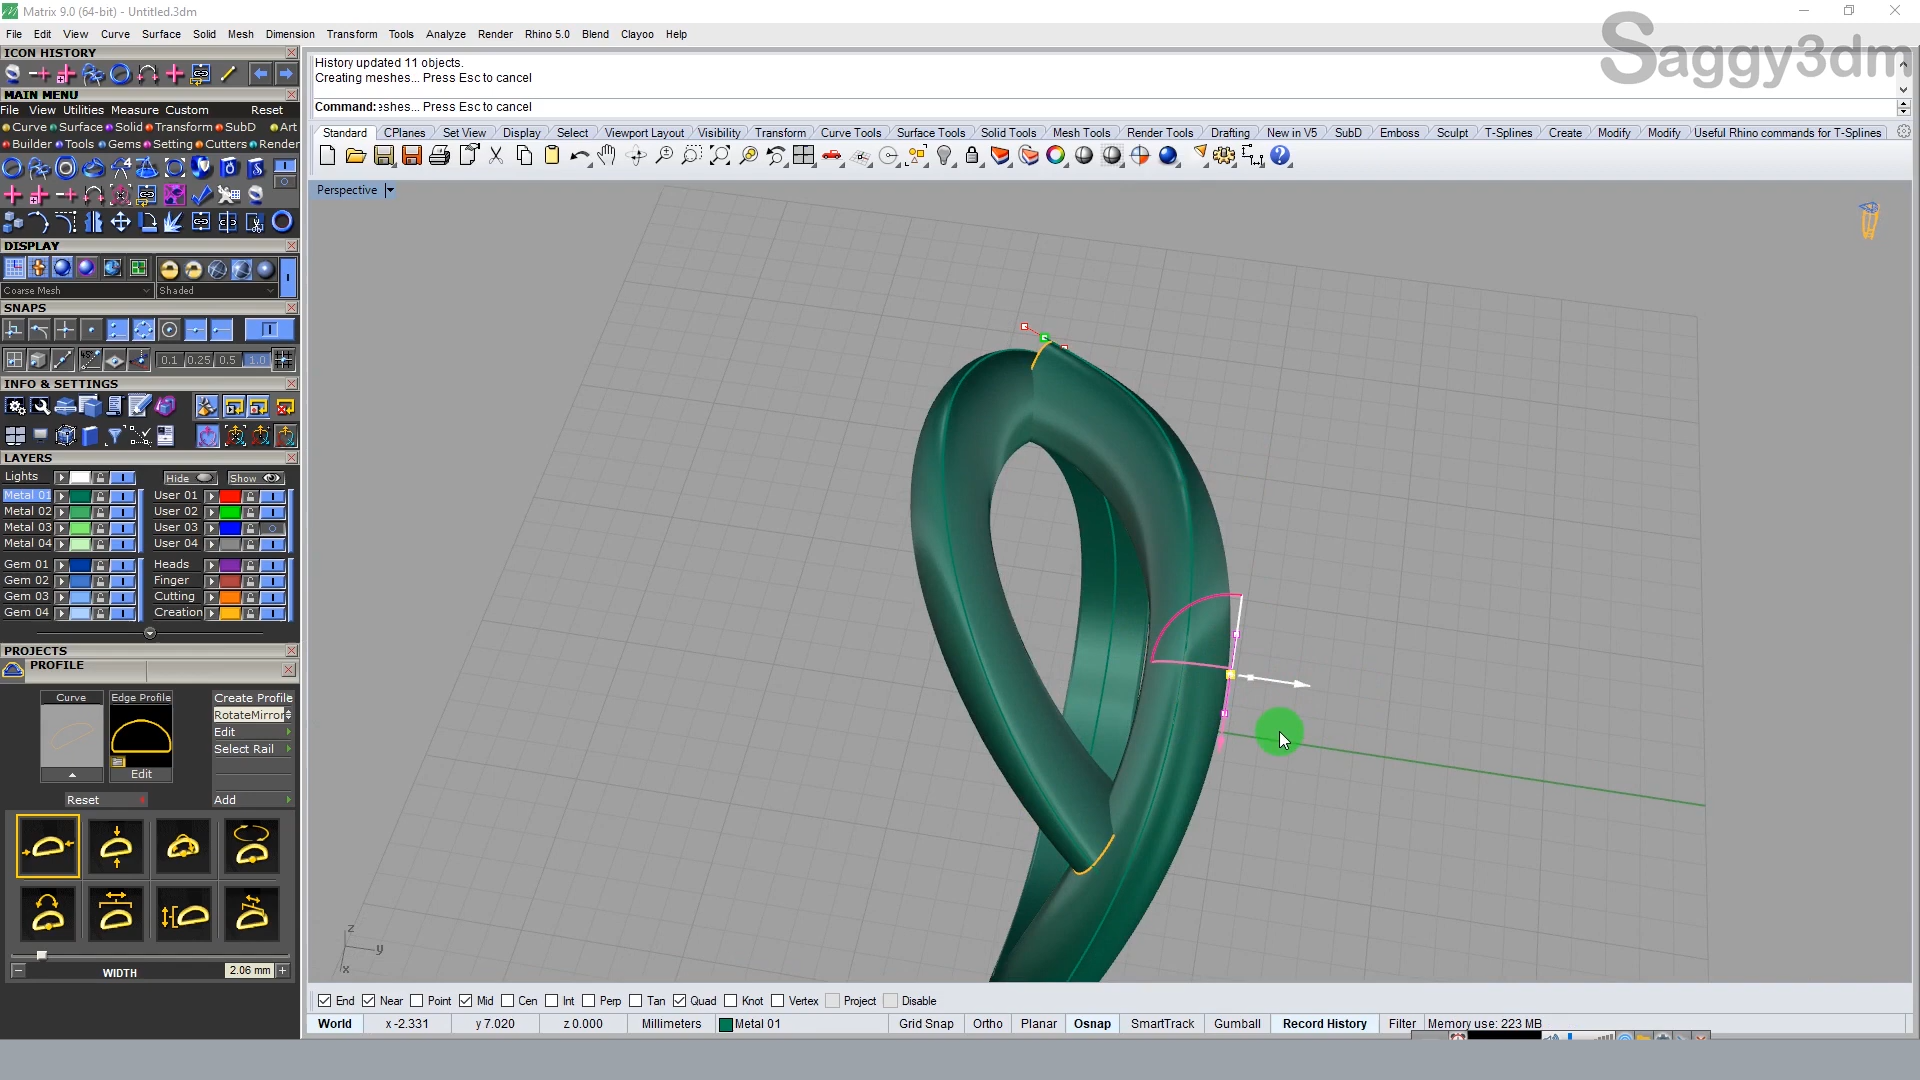 Matrix 9.0 (64-bit) - Untitled.3dm
Saggy3dm
File Edit View Curve Surface Solid Mesh Dimension Transform Tools Analyze Render Rhino 5.0 Blend Clayoo Help
ICON HISTORY
History updated 11 objects.
Creating meshes... Press Esc to cancel
MAIN MENU
Command: shes... Press Esc to cancel
File View Utilities Measure Custom Reset
Curve Surface Solid Transform SubD Art
Builder Tools Gems Setting Cutters Render
Standard CPlanes Set View Display Select Viewport Layout Visibility Transform Curve Tools Surface Tools Solid Tools Mesh Tools Render Tools Drafting New in V5 SubD Emboss Sculpt T-Splines Create Modify Modify Useful Rhino commands for T-Splines
Perspective
DISPLAY
Coarse Mesh Shaded
SNAPS
0.1 0.25 0.5 1.0
INFO & SETTINGS
LAYERS
Lights Hide Show
Metal 01 User 01
Metal 02 User 02
Metal 03 User 03
Metal 04 User 04
Gem 01 Heads
Gem 02 Finger
Gem 03 Cutting
Gem 04 Creation
PROJECTS
PROFILE
Curve Edge Profile Create Profile
RotateMirror
Edit
Select Rail
Edit
Reset Add
WIDTH 2.06 mm
z
y
x
End Near Point Mid Cen Int Perp Tan Quad Knot Vertex Project Disable
World x -2.331 y 7.020 z 0.000 Millimeters Metal 01 Grid Snap Ortho Planar Osnap SmartTrack Gumball Record History Filter Memory use: 223 MB